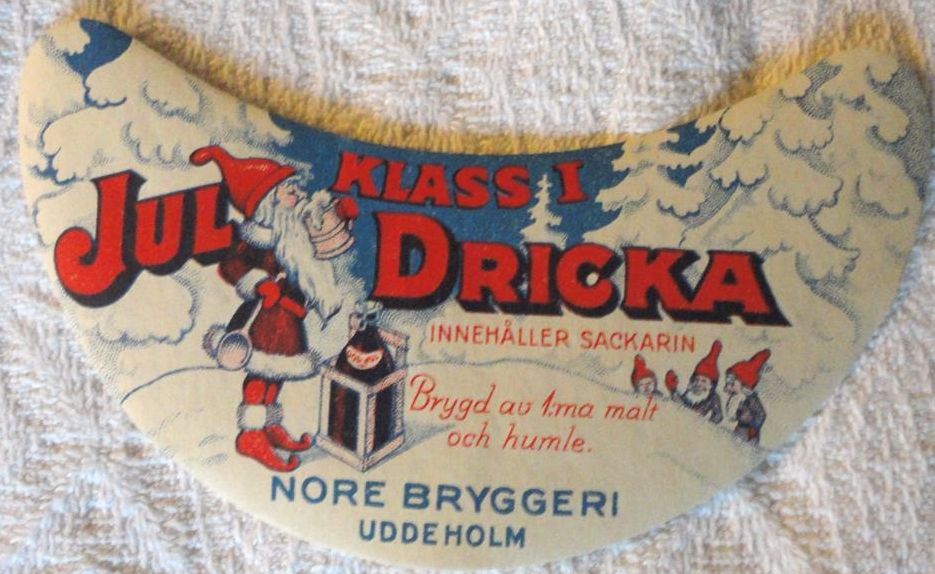 KLASS I
JUL DRICKA
INNEHÅLLER SACKARIN
Brygd av 1:ma malt
och humle.
NORE BRYGGERI
UDDEHOLM